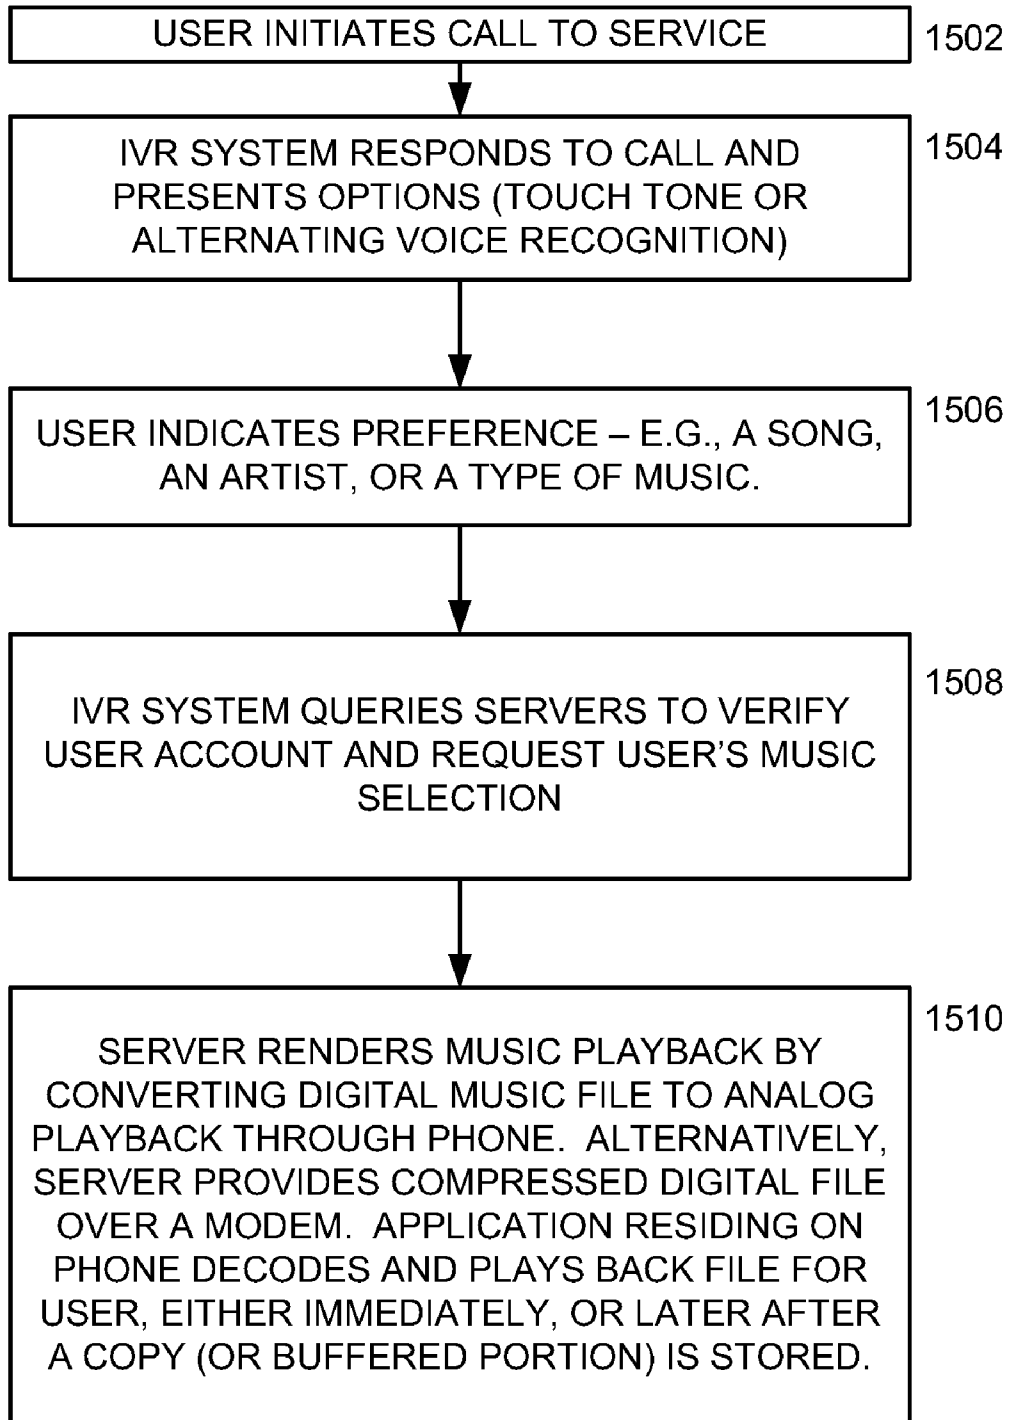 USER INITIATES CALL TO SERVICE
1502
IVR SYSTEM RESPONDS TO CALL AND
PRESENTS OPTIONS (TOUCH TONE OR
ALTERNATING VOICE RECOGNITION)
1504
USER INDICATES PREFERENCE – E.G., A SONG,
AN ARTIST, OR A TYPE OF MUSIC.
1506
IVR SYSTEM QUERIES SERVERS TO VERIFY
USER ACCOUNT AND REQUEST USER'S MUSIC
SELECTION
1508
SERVER RENDERS MUSIC PLAYBACK BY
CONVERTING DIGITAL MUSIC FILE TO ANALOG
PLAYBACK THROUGH PHONE. ALTERNATIVELY,
SERVER PROVIDES COMPRESSED DIGITAL FILE
OVER A MODEM. APPLICATION RESIDING ON
PHONE DECODES AND PLAYS BACK FILE FOR
USER, EITHER IMMEDIATELY, OR LATER AFTER
A COPY (OR BUFFERED PORTION) IS STORED.
1510